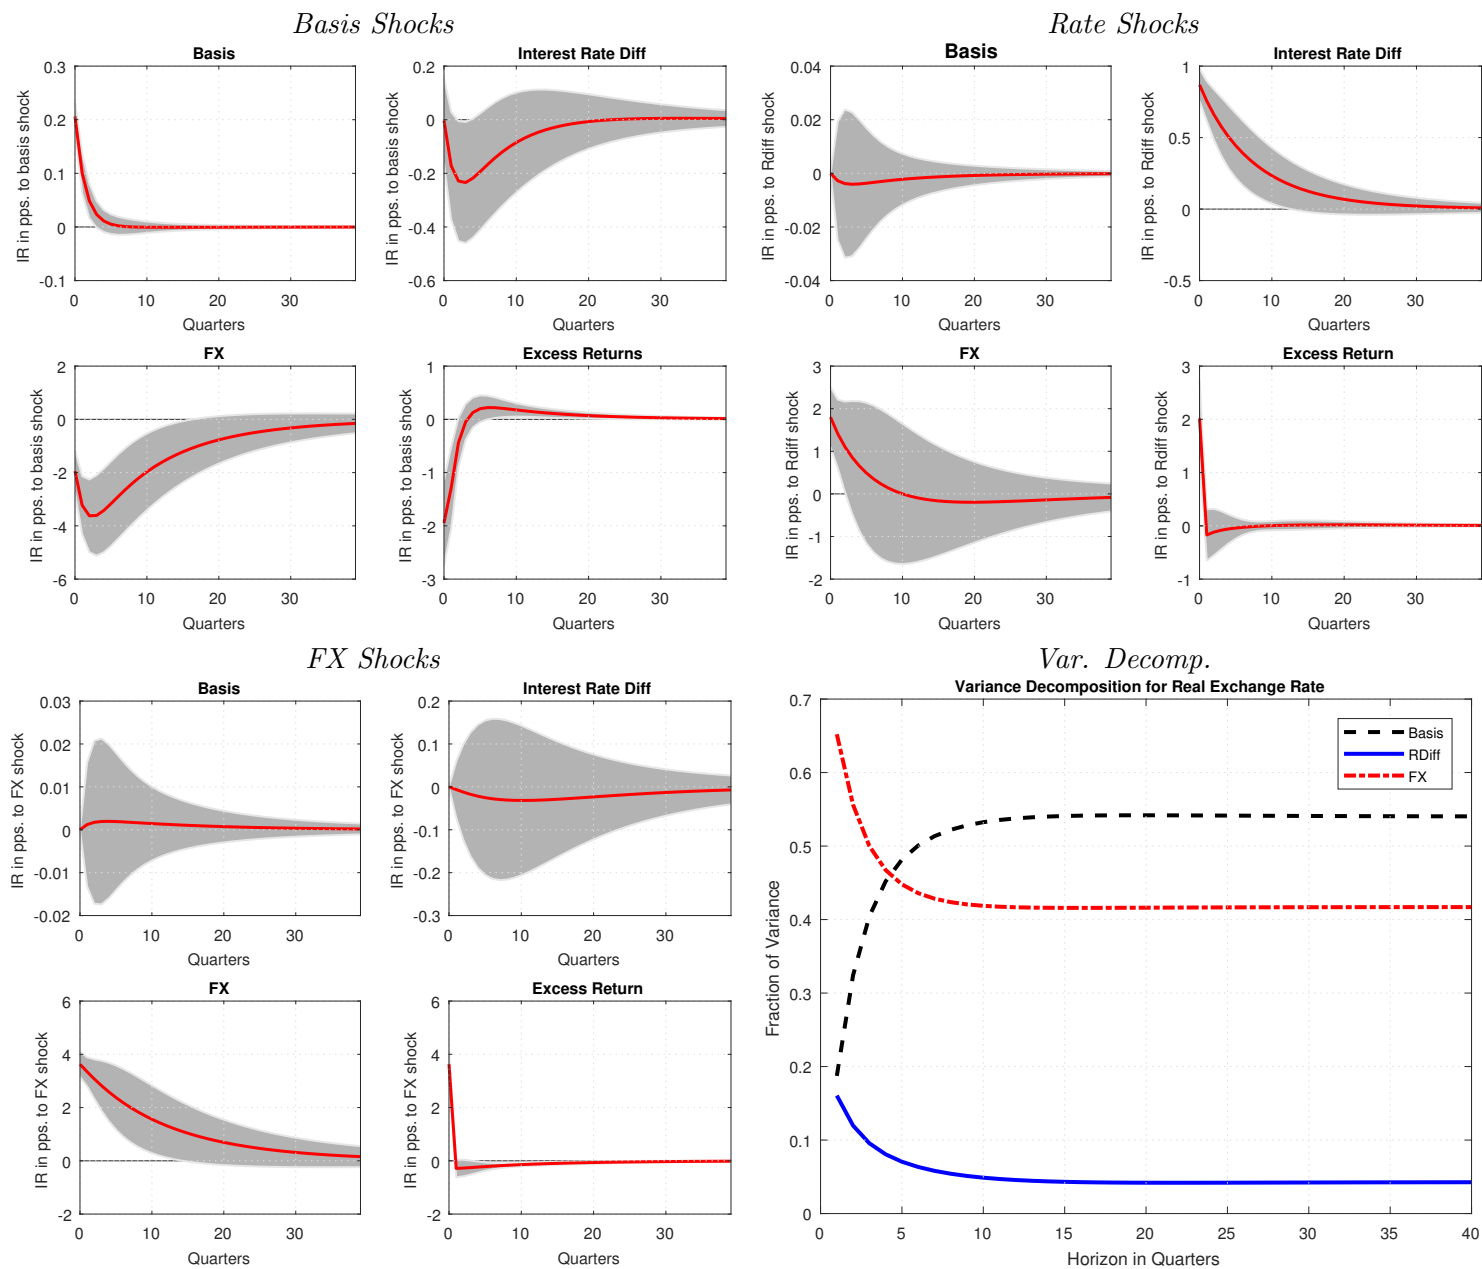 Basis Shocks
Rate Shocks
Basis
IR in pps. to basis shock
0.3
0.2
0.1
0
-0.1
0 10 20 30
Quarters
Interest Rate Diff
IR in pps. to basis shock
0.2
0
-0.2
-0.4
-0.6
0 10 20 30
Quarters
Basis
IR in pps. to Rdiff shock
0.04
0.02
0
-0.02
-0.04
0 10 20 30
Quarters
Interest Rate Diff
IR in pps. to Rdiff shock
1
0.5
0
-0.5
0 10 20 30
Quarters
FX
IR in pps. to basis shock
2
0
-2
-4
-6
0 10 20 30
Quarters
Excess Returns
IR in pps. to basis shock
1
0
-1
-2
-3
0 10 20 30
Quarters
FX
IR in pps. to Rdiff shock
3
2
1
0
-1
-2
0 10 20 30
Quarters
Excess Return
IR in pps. to Rdiff shock
3
2
1
0
-1
0 10 20 30
Quarters
FX Shocks
Var. Decomp.
Basis
IR in pps. to FX shock
0.03
0.02
0.01
0
-0.01
-0.02
0 10 20 30
Quarters
Interest Rate Diff
IR in pps. to FX shock
0.2
0.1
0
-0.1
-0.2
-0.3
0 10 20 30
Quarters
FX
IR in pps. to FX shock
6
4
2
0
-2
0 10 20 30
Quarters
Excess Return
IR in pps. to FX shock
6
4
2
0
-2
0 10 20 30
Quarters
Variance Decomposition for Real Exchange Rate
Fraction of Variance
0.7
0.6
0.5
0.4
0.3
0.2
0.1
0
Basis
RDiff
FX
0 5 10 15 20 25 30 35 40
Horizon in Quarters